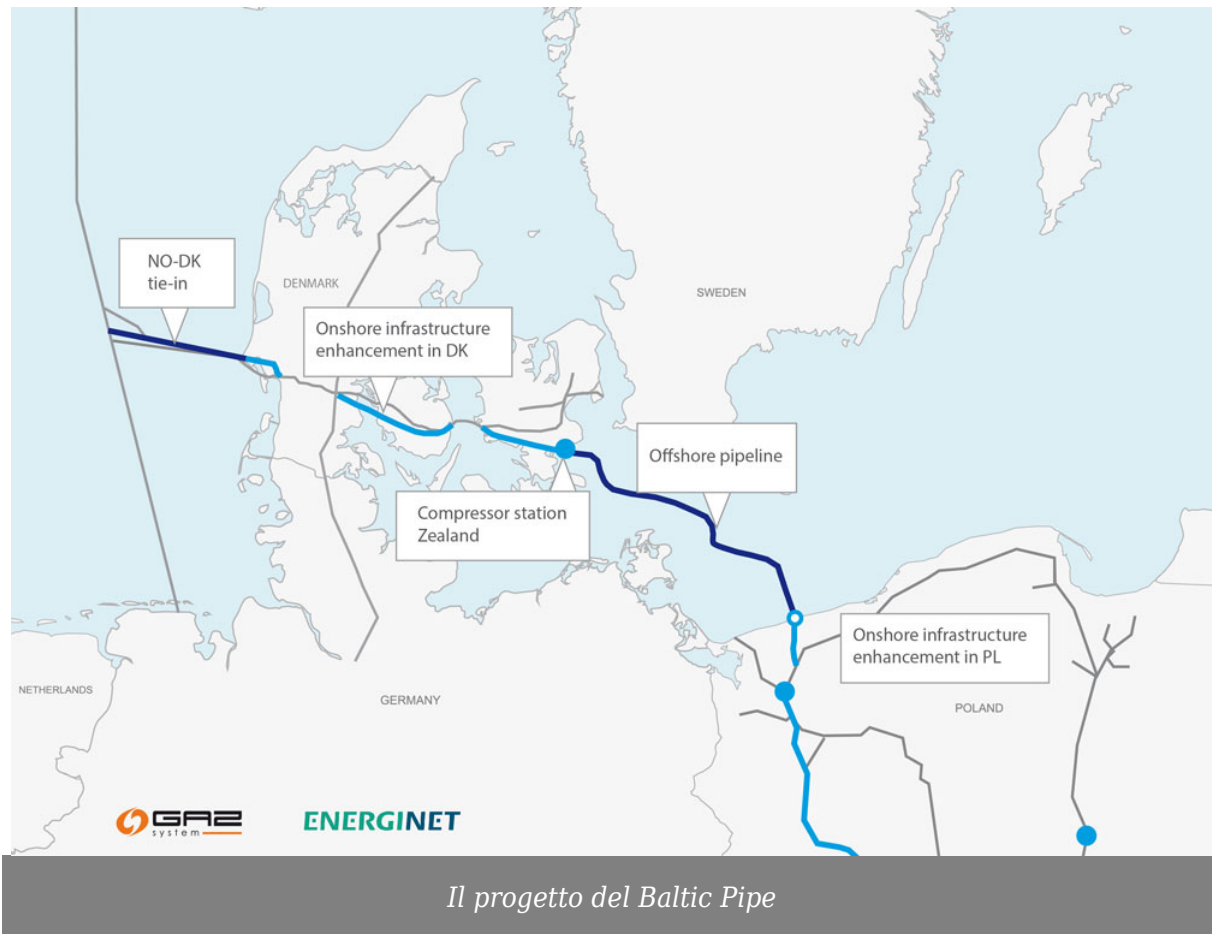 NO-DK
tie-in
DENMARK
SWEDEN
Onshore infrastructure
enhancement in DK
Offshore pipeline
Compressor station
Zealand
Onshore infrastructure
enhancement in PL
NETHERLANDS
GERMANY
POLAND
GAZ
system
ENERGINET
Il progetto del Baltic Pipe